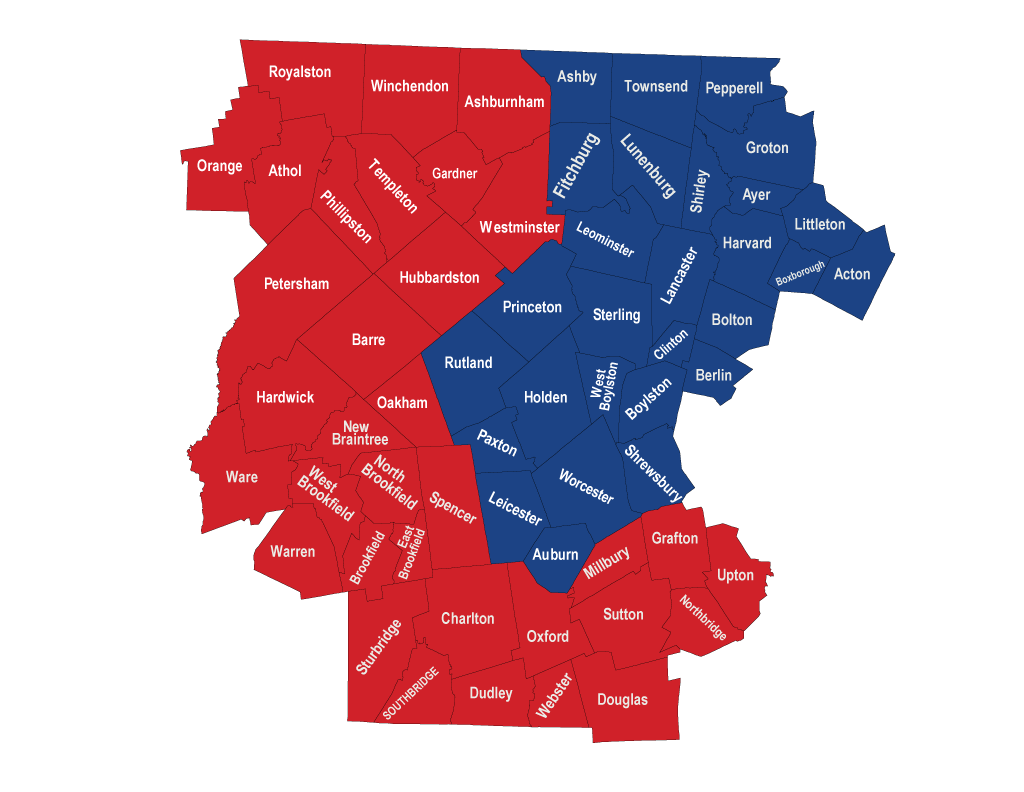 Royalston
Winchendon
Ashburnham
Ashby
Townsend
Pepperell
Groton
Orange
Athol
Phillipston
Templeton
Gardner
Westminster
Fitchburg
Lunenburg
Shirley
Ayer
Littleton
Harvard
Boxborough
Acton
Leominster
Lancaster
Petersham
Hubbardston
Princeton
Sterling
Bolton
Barre
Rutland
Clinton
Berlin
Hardwick
Oakham
Holden
West
Boylston
Boylston
New
Braintree
Paxton
Ware
West
Brookfield
North
Brookfield
Spencer
Leicester
Worcester
Shrewsbury
Warren
Brookfield
East
Brookfield
Auburn
Millbury
Grafton
Upton
Sturbridge
Charlton
Oxford
Sutton
Northbridge
SOUTHBRIDGE
Dudley
Webster
Douglas